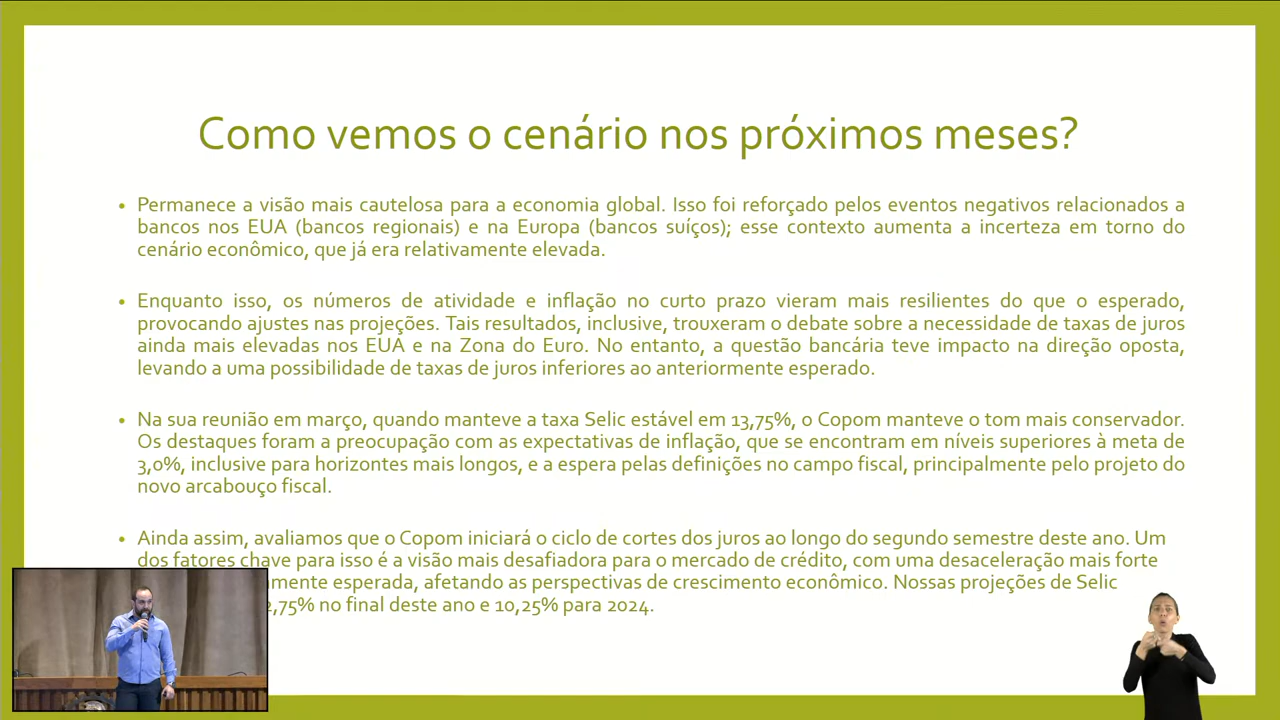 Como vemos o cenário nos próximos meses?
• Permanece a visão mais cautelosa para a economia global. Isso foi reforçado pelos eventos negativos relacionados a
bancos nos EUA (bancos regionais) e na Europa (bancos suíços); esse contexto aumenta a incerteza em torno do
cenário econômico, que já era relativamente elevada.
• Enquanto isso, os números de atividade e inflação no curto prazo vieram mais resilientes do que o esperado,
provocando ajustes nas projeções. Tais resultados, inclusive, trouxeram o debate sobre a necessidade de taxas de juros
ainda mais elevadas nos EUA e na Zona do Euro. No entanto, a questão bancária teve impacto na direção oposta,
levando a uma possibilidade de taxas de juros inferiores ao anteriormente esperado.
• Na sua reunião em março, quando manteve a taxa Selic estável em 13,75%, o Copom manteve o tom mais conservador.
Os destaques foram a preocupação com as expectativas de inflação, que se encontram em níveis superiores à meta de
3,0%, inclusive para horizontes mais longos, e a espera pelas definições no campo fiscal, principalmente pelo projeto do
novo arcabouço fiscal.
• Ainda assim, avaliamos que o Copom iniciará o ciclo de cortes dos juros ao longo do segundo semestre deste ano. Um
dos fatores chave para isso é a visão mais desafiadora para o mercado de crédito, com uma desaceleração mais forte
esperada, afetando as perspectivas de crescimento econômico. Nossas projeções de Selic
2,75% no final deste ano e 10,25% para 2024.